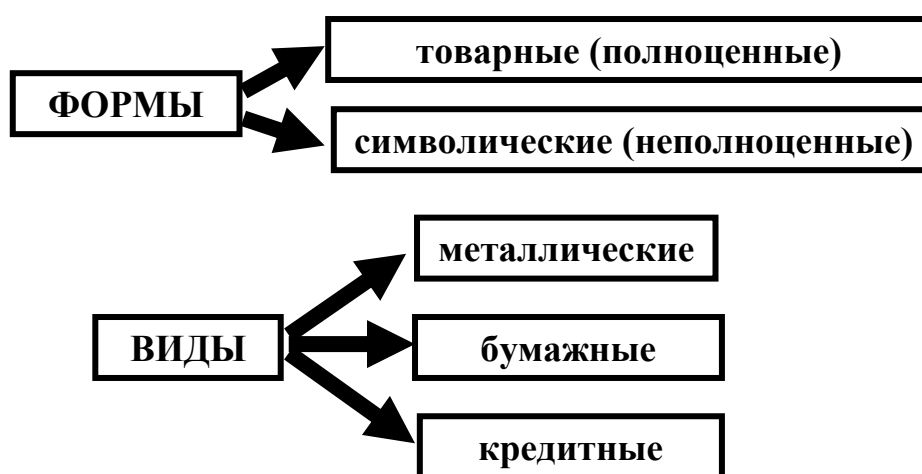 товарные (полноценные)
ФОРМЫ
символические (неполноценные)
металлические
ВИДЫ
бумажные
кредитные